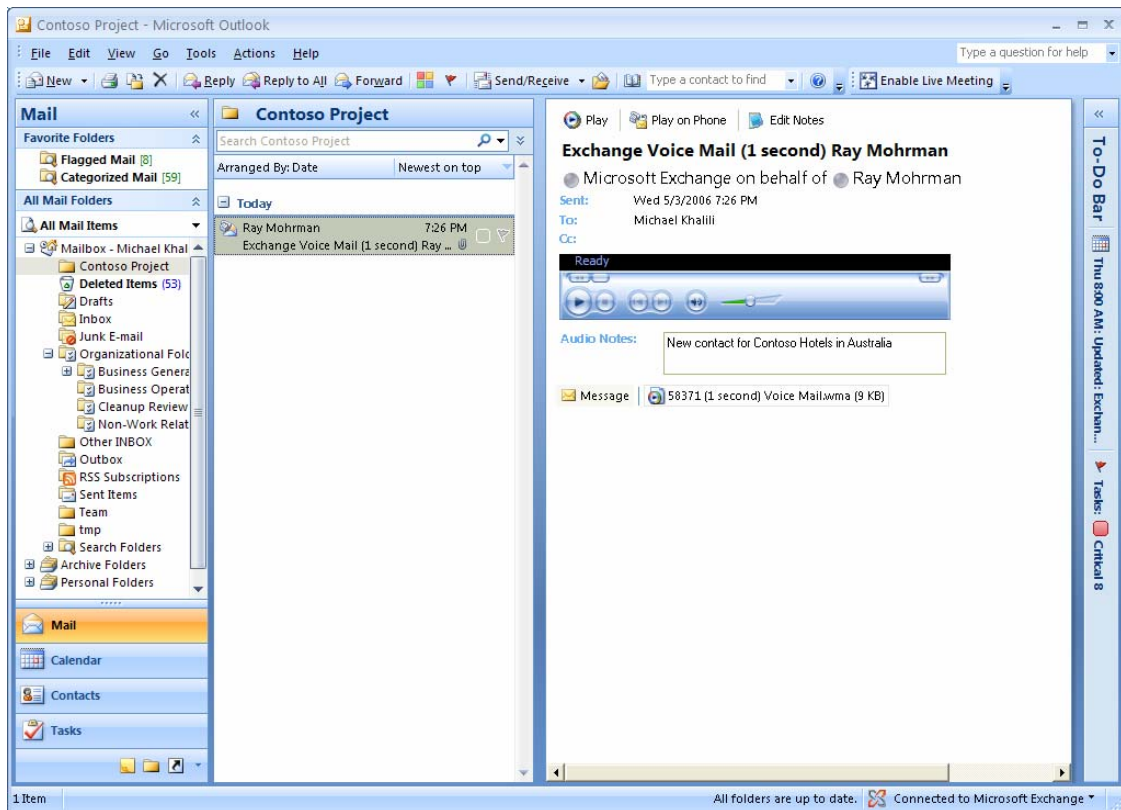 Contoso Project - Microsoft Outlook
File Edit View Go Tools Actions Help
Type a question for help
New Reply Reply to All Forward Send/Receive Type a contact to find Enable Live Meeting
Mail
Favorite Folders
Flagged Mail [8]
Categorized Mail [59]
All Mail Folders
All Mail Items
Mailbox - Michael Khal
Contoso Project
Deleted Items (53)
Drafts
Inbox
Junk E-mail
Organizational Folc
Business Genera
Business Operat
Cleanup Review
Non-Work Relat
Other INBOX
Outbox
RSS Subscriptions
Sent Items
Team
tmp
Search Folders
Archive Folders
Personal Folders
Mail
Calendar
Contacts
Tasks
Contoso Project
Search Contoso Project
Arranged By: Date Newest on top
Today
Ray Mohrman 7:26 PM
Exchange Voice Mail (1 second) Ray ...
Play Play on Phone Edit Notes
Exchange Voice Mail (1 second) Ray Mohrman
Microsoft Exchange on behalf of Ray Mohrman
Sent: Wed 5/3/2006 7:26 PM
To: Michael Khalili
Cc:
Ready
Audio Notes: New contact for Contoso Hotels in Australia
Message 58371 (1 second) Voice Mail.wma (9 KB)
To-Do Bar
Thu 8:00 AM: Updated: Exchan...
Tasks: Critical 8
1 Item
All folders are up to date. Connected to Microsoft Exchange